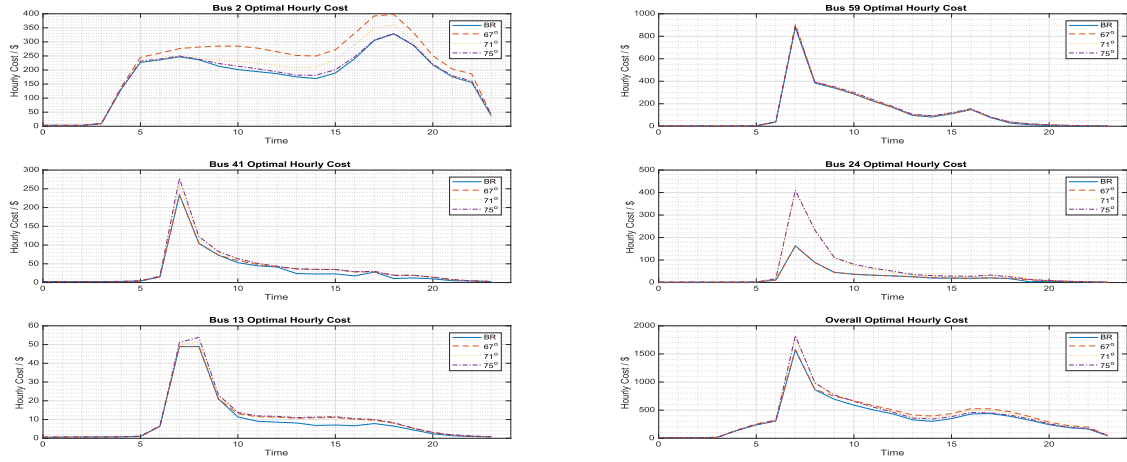 Bus 2 Optimal Hourly Cost
Hourly Cost / $
400
350
300
250
200
150
100
50
0
0 5 10 15 20
Time
BR
67°
71°
75°
Bus 59 Optimal Hourly Cost
Hourly Cost / $
1000
800
600
400
200
0
0 5 10 15 20
Time
BR
67°
71°
75°
Bus 41 Optimal Hourly Cost
Hourly Cost / $
300
250
200
150
100
50
0
0 5 10 15 20
Time
BR
67°
71°
75°
Bus 24 Optimal Hourly Cost
Hourly Cost / $
500
400
300
200
100
0
0 5 10 15 20
Time
BR
67°
71°
75°
Bus 13 Optimal Hourly Cost
Hourly Cost / $
60
50
40
30
20
10
0
0 5 10 15 20
Time
BR
67°
71°
75°
Overall Optimal Hourly Cost
Hourly Cost / $
2000
1500
1000
500
0
0 5 10 15 20
Time
BR
67°
71°
75°